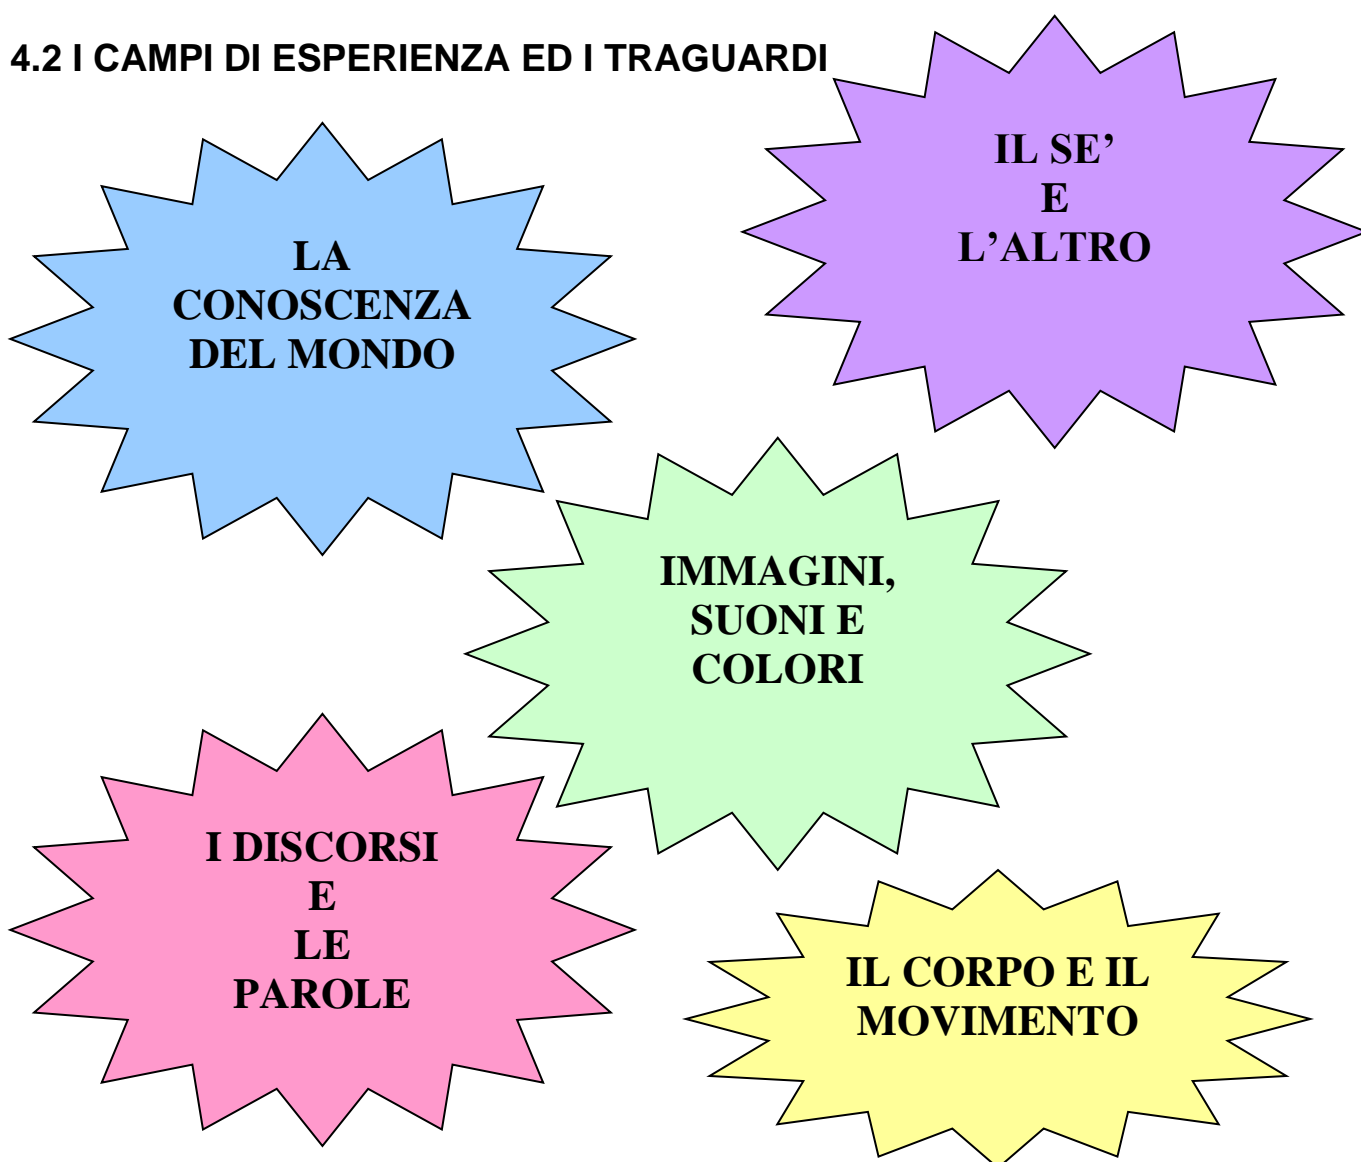 4.2 I CAMPI DI ESPERIENZA ED I TRAGUARDI
IL SE’
E
L’ALTRO
LA
CONOSCENZA
DEL MONDO
IMMAGINI,
SUONI E
COLORI
I DISCORSI
E
LE
PAROLE
IL CORPO E IL
MOVIMENTO